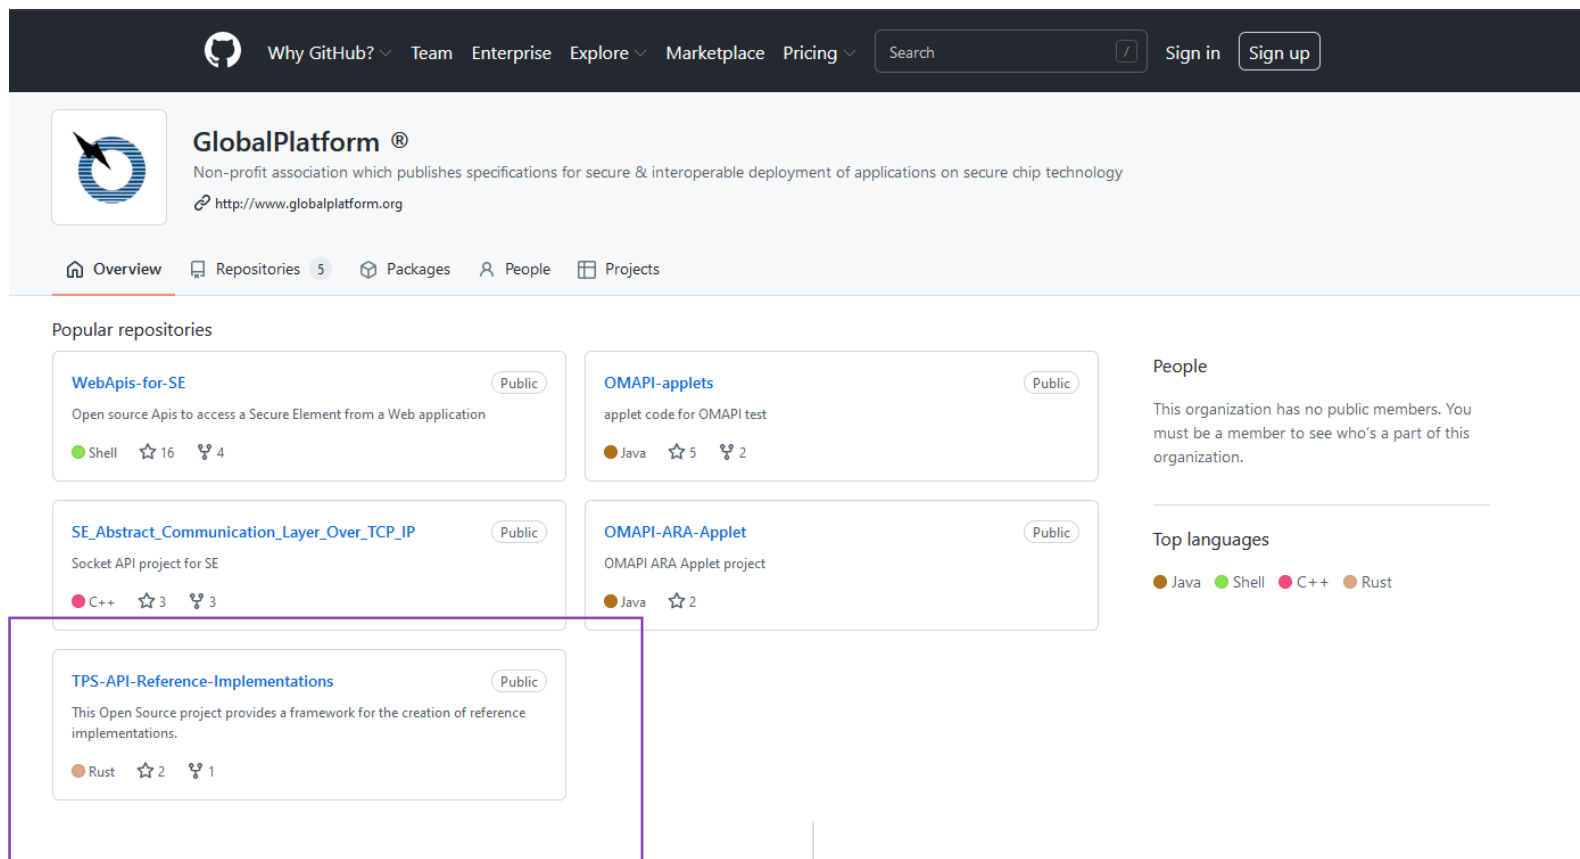 Why GitHub? Team Enterprise Explore Marketplace Pricing Search / Sign in Sign up
GlobalPlatform ®
Non-profit association which publishes specifications for secure & interoperable deployment of applications on secure chip technology
http://www.globalplatform.org
Overview Repositories 5 Packages People Projects
Popular repositories
WebApis-for-SE Public
Open source Apis to access a Secure Element from a Web application
Shell 16 4
OMAPI-applets Public
applet code for OMAPI test
Java 5 2
SE_Abstract_Communication_Layer_Over_TCP_IP Public
Socket API project for SE
C++ 3 3
OMAPI-ARA-Applet Public
OMAPI ARA Applet project
Java 2
TPS-API-Reference-Implementations Public
This Open Source project provides a framework for the creation of reference
implementations.
Rust 2 1
People
This organization has no public members. You
must be a member to see who's a part of this
organization.
Top languages
Java Shell C++ Rust